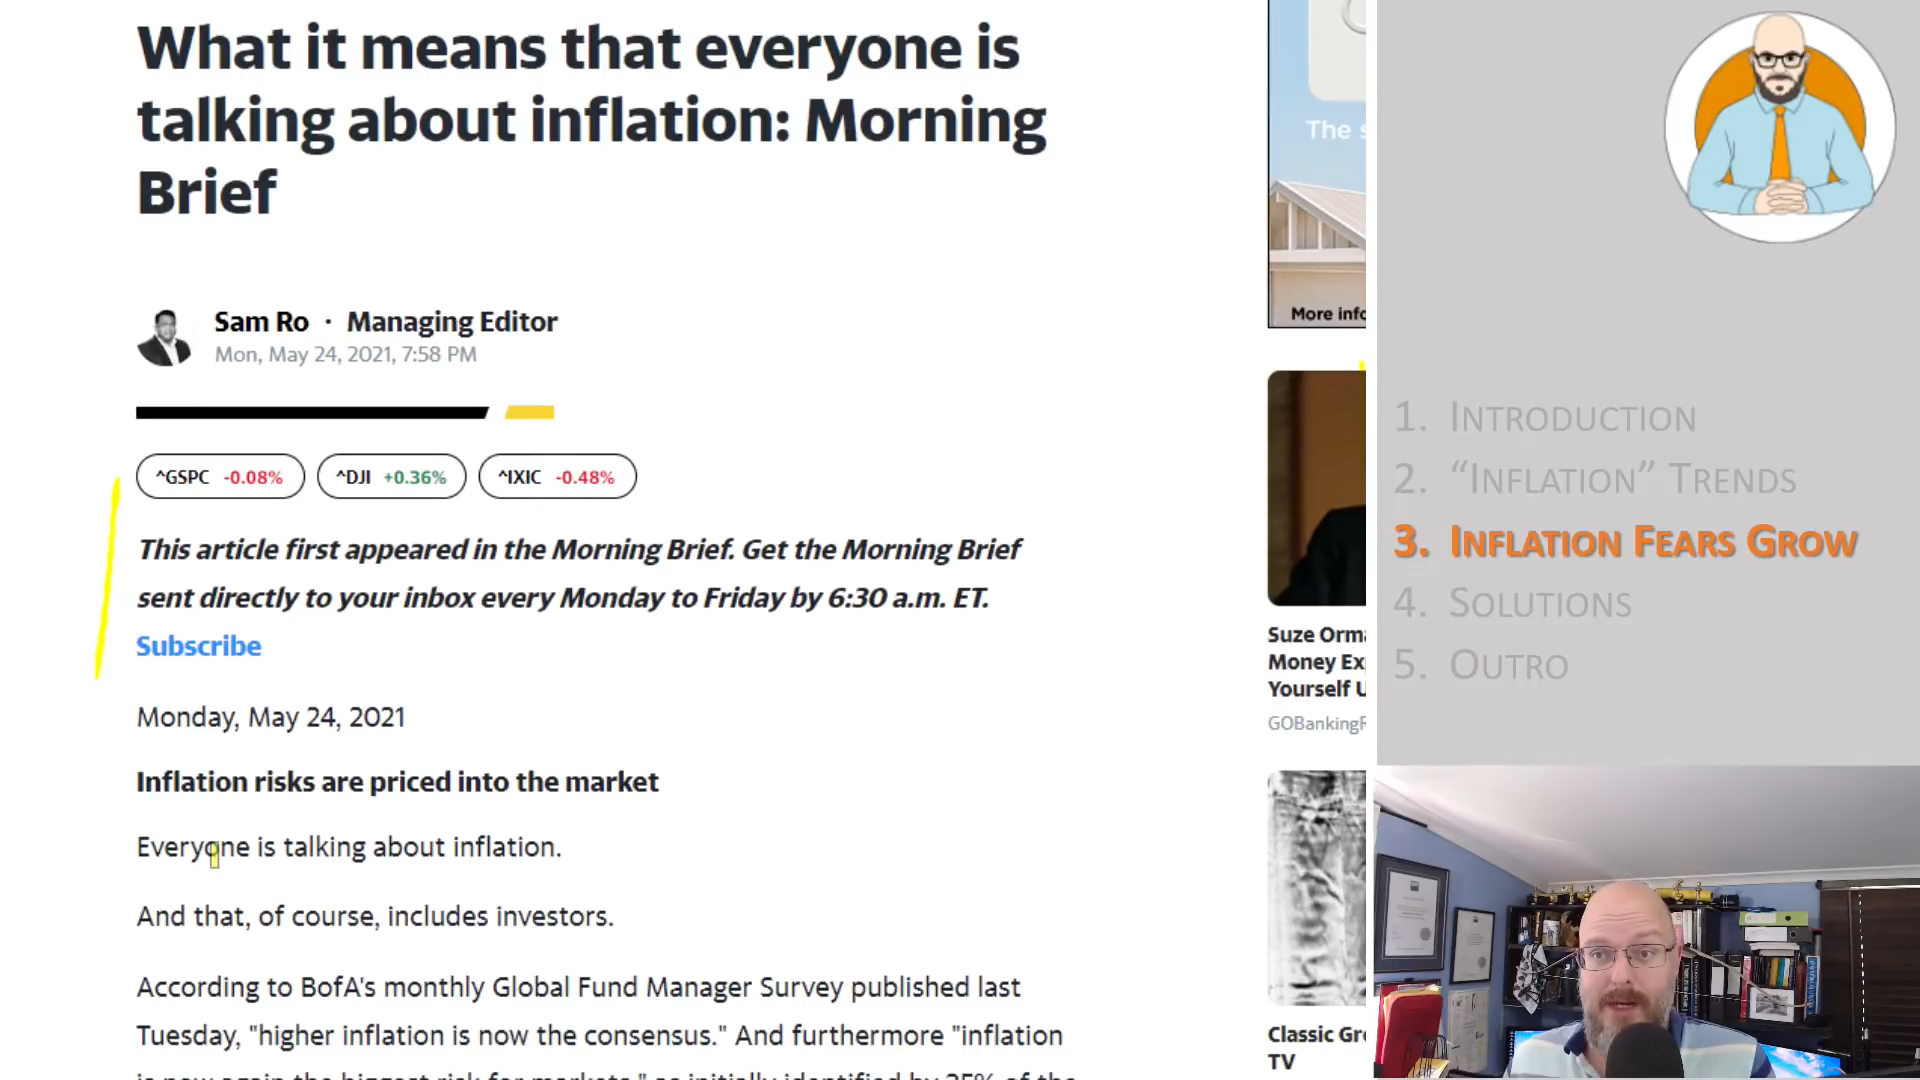 What it means that everyone is
talking about inflation: Morning
Brief
Sam Ro · Managing Editor
Mon, May 24, 2021, 7:58 PM
^GSPC -0.08%
^DJI +0.36%
^IXIC -0.48%
This article first appeared in the Morning Brief. Get the Morning Brief
sent directly to your inbox every Monday to Friday by 6:30 a.m. ET.
Subscribe
Monday, May 24, 2021
Inflation risks are priced into the market
Everyone is talking about inflation.
And that, of course, includes investors.
According to BofA's monthly Global Fund Manager Survey published last
Tuesday, "higher inflation is now the consensus." And furthermore "inflation
The
More
Suze
Money
Yourself
Classic
TV
1. Introduction
2. “Inflation” Trends
3. Inflation Fears Grow
4. Solutions
5. Outro